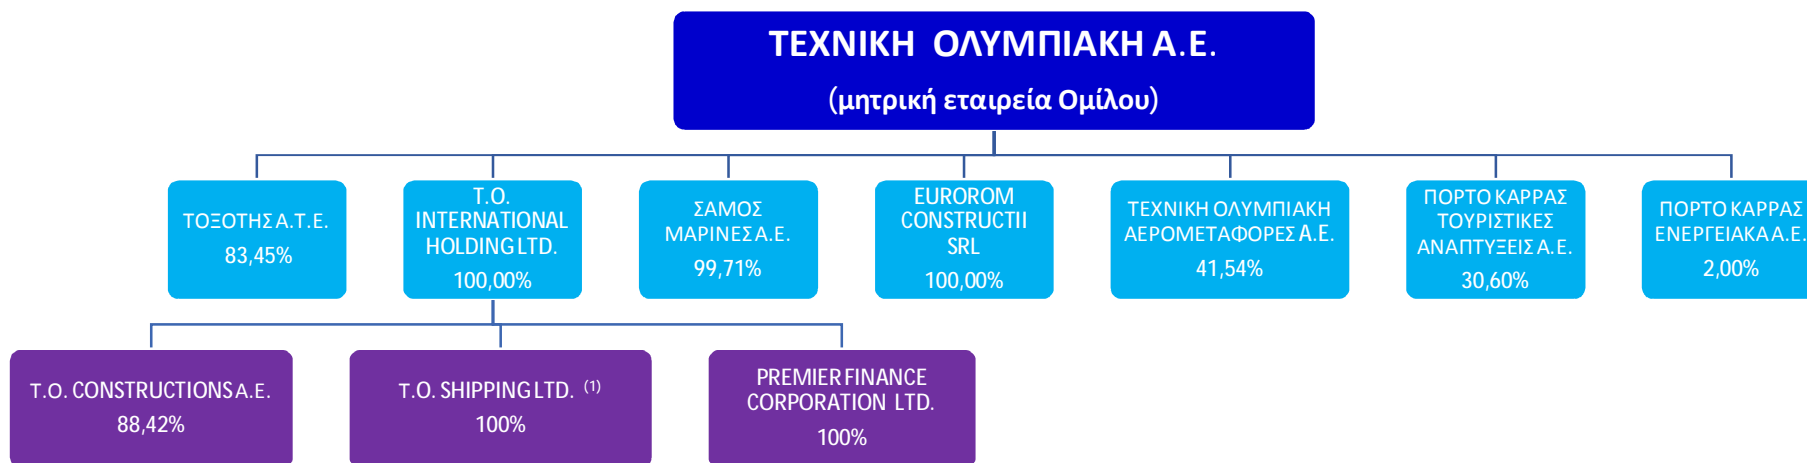 ΤΕΧΝΙΚΗ ΟΛΥΜΠΙΑΚΗ Α.Ε.
(μητρική εταιρεία Ομίλου)
ΤΟΞΟΤΗΣ Α.Τ.Ε.
83,45%
T.O.
INTERNATIONAL
HOLDING LTD.
100,00%
ΣΑΜΟΣ
ΜΑΡΙΝΕΣ Α.Ε.
99,71%
EUROROM
CONSTRUCTII
SRL
100,00%
ΤΕΧΝΙΚΗ ΟΛΥΜΠΙΑΚΗ
ΑΕΡΟΜΕΤΑΦΟΡΕΣ Α.Ε.
41,54%
ΠΟΡΤΟ ΚΑΡΡΑΣ
ΤΟΥΡΙΣΤΙΚΕΣ
ΑΝΑΠΤΥΞΕΙΣ Α.Ε.
30,60%
ΠΟΡΤΟ ΚΑΡΡΑΣ
ΕΝΕΡΓΕΙΑΚΑ Α.Ε.
2,00%
T.O. CONSTRUCTIONS Α.Ε.
88,42%
T.O. SHIPPING LTD. (1)
100%
PREMIER FINANCE
CORPORATION LTD.
100%